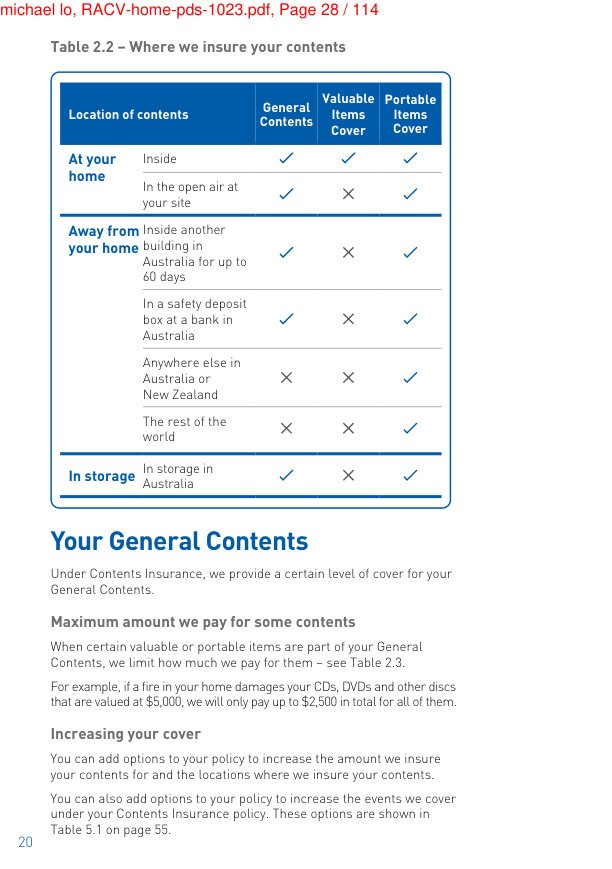 michael lo, RACV-home-pds-1023.pdf, Page 28 / 114
Table 2.2 – Where we insure your contents
Location of contents
General
Contents
Valuable
Items
Cover
Portable
Items
Cover
At your
home
Inside
✓ ✓ ✓
In the open air at
your site
✓ ✕ ✓
Away from
your home
Inside another
building in
Australia for up to
60 days
✓ ✕ ✓
In a safety deposit
box at a bank in
Australia
✓ ✕ ✓
Anywhere else in
Australia or
New Zealand
✕ ✕ ✓
The rest of the
world
✕ ✕ ✓
In storage
In storage in
Australia
✓ ✕ ✓
Your General Contents
Under Contents Insurance, we provide a certain level of cover for your
General Contents.
Maximum amount we pay for some contents
When certain valuable or portable items are part of your General
Contents, we limit how much we pay for them – see Table 2.3.
For example, if a fire in your home damages your CDs, DVDs and other discs
that are valued at $5,000, we will only pay up to $2,500 in total for all of them.
Increasing your cover
You can add options to your policy to increase the amount we insure
your contents for and the locations where we insure your contents.
You can also add options to your policy to increase the events we cover
under your Contents Insurance policy. These options are shown in
Table 5.1 on page 55.
20